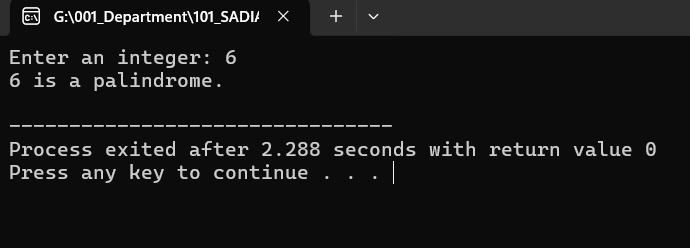 G:\001_Department\101_SADIA
Enter an integer: 6
6 is a palindrome.
--------------------------------
Process exited after 2.288 seconds with return value 0
Press any key to continue . . .